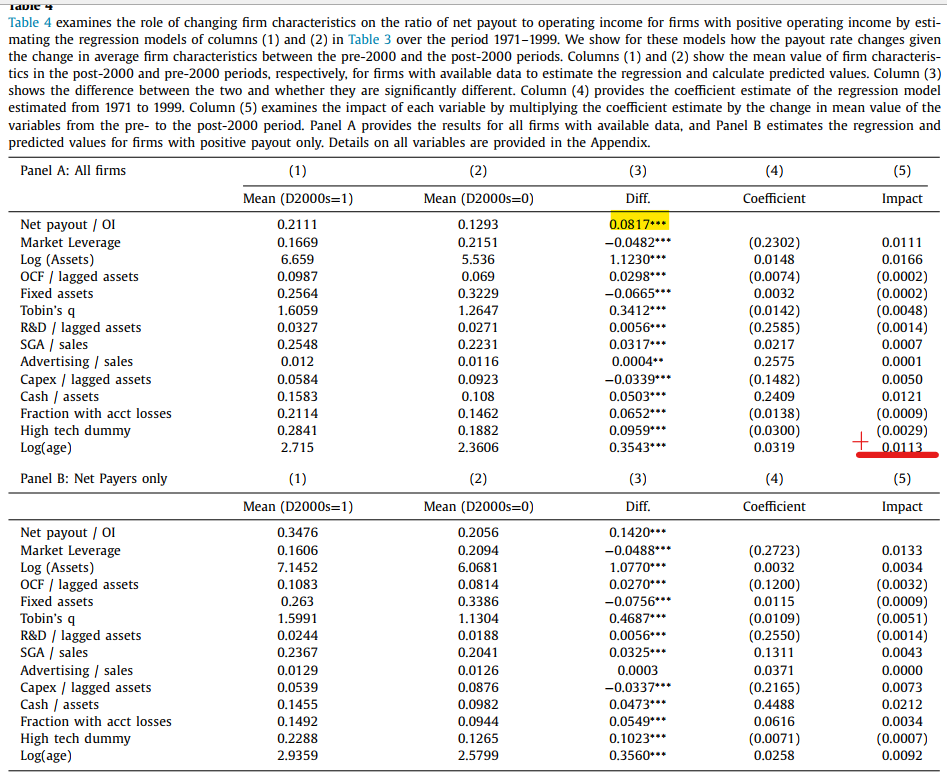 Table 4
Table 4 examines the role of changing firm characteristics on the ratio of net payout to operating income for firms with positive operating income by esti-
mating the regression models of columns (1) and (2) in Table 3 over the period 1971–1999. We show for these models how the payout rate changes given
the change in average firm characteristics between the pre-2000 and the post-2000 periods. Columns (1) and (2) show the mean value of firm characteris-
tics in the post-2000 and pre-2000 periods, respectively, for firms with available data to estimate the regression and calculate predicted values. Column (3)
shows the difference between the two and whether they are significantly different. Column (4) provides the coefficient estimate of the regression model
estimated from 1971 to 1999. Column (5) examines the impact of each variable by multiplying the coefficient estimate by the change in mean value of the
variables from the pre- to the post-2000 period. Panel A provides the results for all firms with available data, and Panel B estimates the regression and
predicted values for firms with positive payout only. Details on all variables are provided in the Appendix.
Panel A: All firms (1) (2) (3) (4) (5)
Mean (D2000s=1) Mean (D2000s=0) Diff. Coefficient Impact
Net payout / OI 0.2111 0.1293 0.0817***
Market Leverage 0.1669 0.2151 −0.0482*** (0.2302) 0.0111
Log (Assets) 6.659 5.536 1.1230*** 0.0148 0.0166
OCF / lagged assets 0.0987 0.069 0.0298*** (0.0074) (0.0002)
Fixed assets 0.2564 0.3229 −0.0665*** 0.0032 (0.0002)
Tobin's q 1.6059 1.2647 0.3412*** (0.0142) (0.0048)
R&D / lagged assets 0.0327 0.0271 0.0056*** (0.2585) (0.0014)
SGA / sales 0.2548 0.2231 0.0317*** 0.0217 0.0007
Advertising / sales 0.012 0.0116 0.0004** 0.2575 0.0001
Capex / lagged assets 0.0584 0.0923 −0.0339*** (0.1482) 0.0050
Cash / assets 0.1583 0.108 0.0503*** 0.2409 0.0121
Fraction with acct losses 0.2114 0.1462 0.0652*** (0.0138) (0.0009)
High tech dummy 0.2841 0.1882 0.0959*** (0.0300) (0.0029)
Log(age) 2.715 2.3606 0.3543*** 0.0319 0.0113
Panel B: Net Payers only (1) (2) (3) (4) (5)
Mean (D2000s=1) Mean (D2000s=0) Diff. Coefficient Impact
Net payout / OI 0.3476 0.2056 0.1420***
Market Leverage 0.1606 0.2094 −0.0488*** (0.2723) 0.0133
Log (Assets) 7.1452 6.0681 1.0770*** 0.0032 0.0034
OCF / lagged assets 0.1083 0.0814 0.0270*** (0.1200) (0.0032)
Fixed assets 0.263 0.3386 −0.0756*** 0.0115 (0.0009)
Tobin's q 1.5991 1.1304 0.4687*** (0.0109) (0.0051)
R&D / lagged assets 0.0244 0.0188 0.0056*** (0.2550) (0.0014)
SGA / sales 0.2367 0.2041 0.0325*** 0.1311 0.0043
Advertising / sales 0.0129 0.0126 0.0003 0.0371 0.0000
Capex / lagged assets 0.0539 0.0876 −0.0337*** (0.2165) 0.0073
Cash / assets 0.1455 0.0982 0.0473*** 0.4488 0.0212
Fraction with acct losses 0.1492 0.0944 0.0549*** 0.0616 0.0034
High tech dummy 0.2288 0.1265 0.1023*** (0.0071) (0.0007)
Log(age) 2.9359 2.5799 0.3560*** 0.0258 0.0092